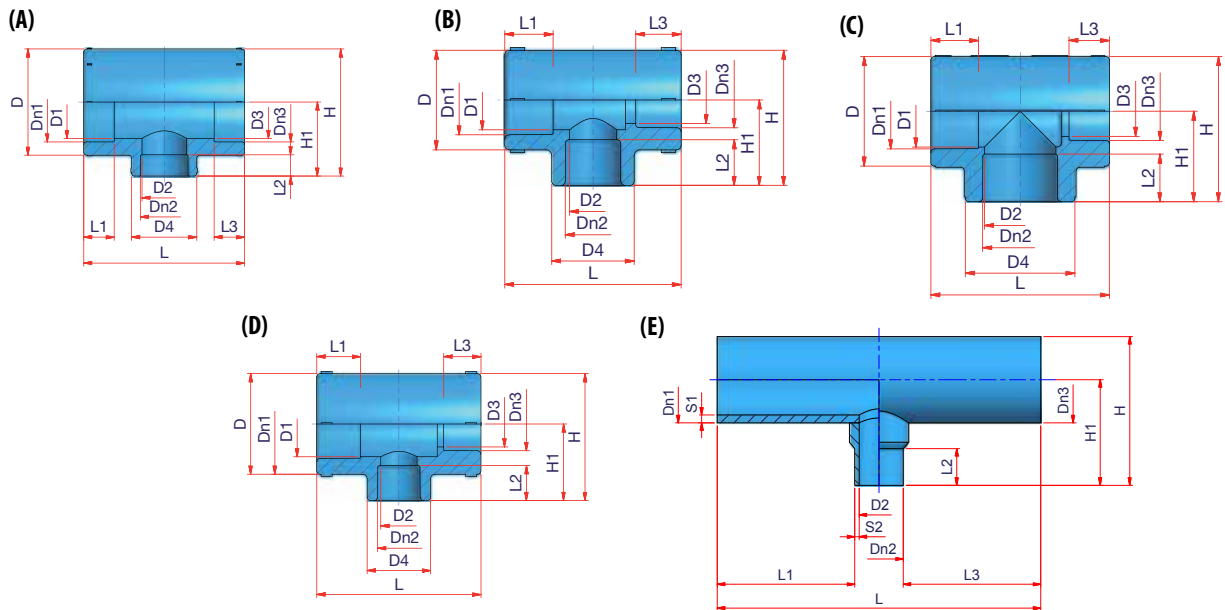 (A)
D
Dn1
D1
D3
Dn3
H1
H
L2
D2
Dn2
L1
D4
L3
L
(B)
L1
L3
D
Dn1
D1
D3
Dn3
H1
H
L2
D2
Dn2
D4
L
(C)
L1
L3
D
Dn1
D1
D3
Dn3
L2
H1
H
D2
Dn2
D4
L
(D)
L1
L3
D
Dn1
D1
D3
Dn3
L2
H1
H
D2
Dn2
D4
L
(E)
Dn1
S1
Dn3
H1
H
L2
D2
S2
Dn2
L1
L3
L